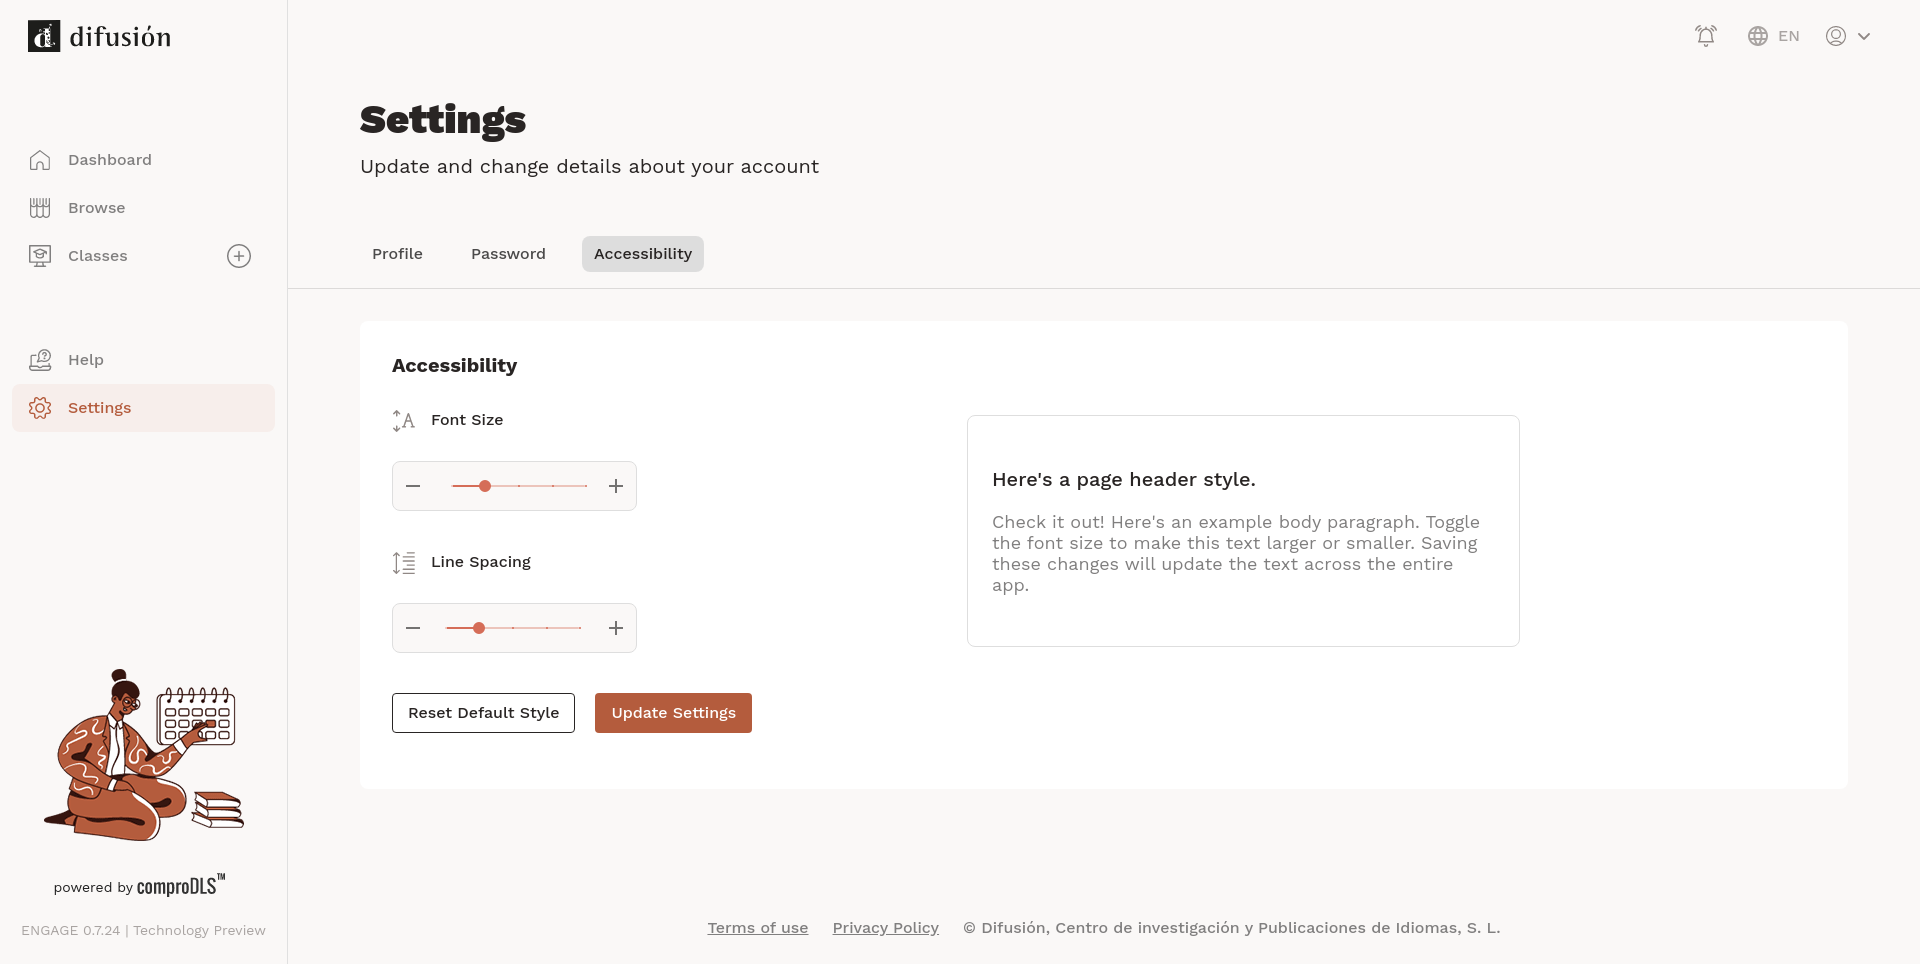 difusión
EN
Settings
Update and change details about your account
Dashboard
Browse
Classes
Help
Settings
Profile
Password
Accessibility
Accessibility
Font Size
Line Spacing
Reset Default Style
Update Settings
Here's a page header style.
Check it out! Here's an example body paragraph. Toggle
the font size to make this text larger or smaller. Saving
these changes will update the text across the entire
app.
powered by comproDLS™
ENGAGE 0.7.24 | Technology Preview
Terms of use
Privacy Policy
© Difusión, Centro de investigación y Publicaciones de Idiomas, S. L.